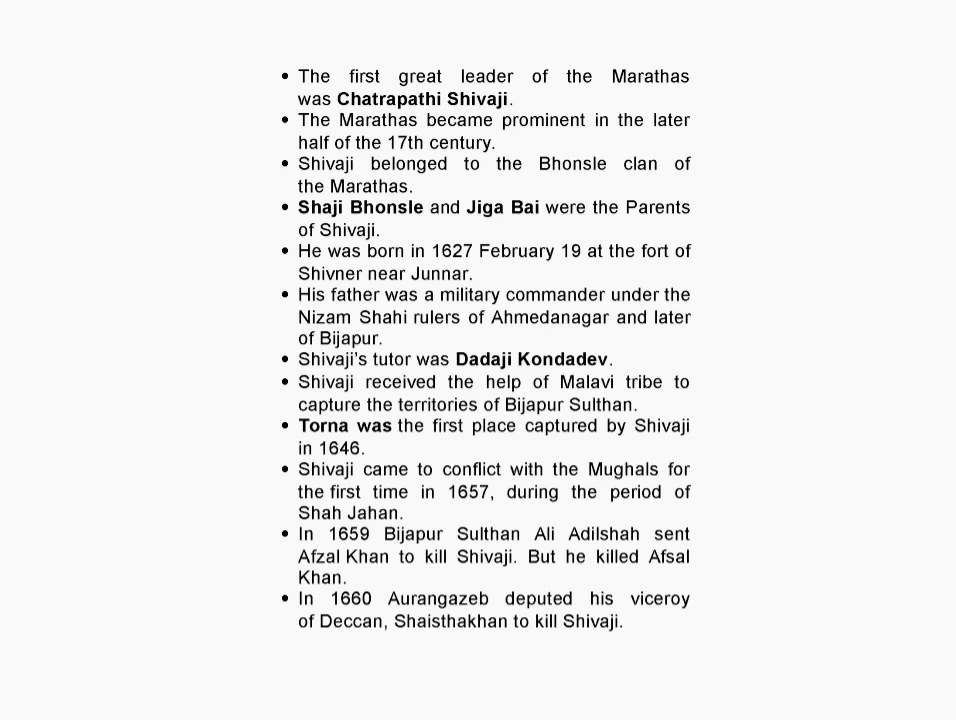 • The first great leader of the Marathas
was Chatrapathi Shivaji.
• The Marathas became prominent in the later
half of the 17th century.
• Shivaji belonged to the Bhonsle clan of
the Marathas.
• Shaji Bhonsle and Jiga Bai were the Parents
of Shivaji.
• He was born in 1627 February 19 at the fort of
Shivner near Junnar.
• His father was a military commander under the
Nizam Shahi rulers of Ahmedanagar and later
of Bijapur.
• Shivaji's tutor was Dadaji Kondadev.
• Shivaji received the help of Malavi tribe to
capture the territories of Bijapur Sulthan.
• Torna was the first place captured by Shivaji
in 1646.
• Shivaji came to conflict with the Mughals for
the first time in 1657, during the period of
Shah Jahan.
• In 1659 Bijapur Sulthan Ali Adilshah sent
Afzal Khan to kill Shivaji. But he killed Afsal
Khan.
• In 1660 Aurangazeb deputed his viceroy
of Deccan, Shaisthakhan to kill Shivaji.